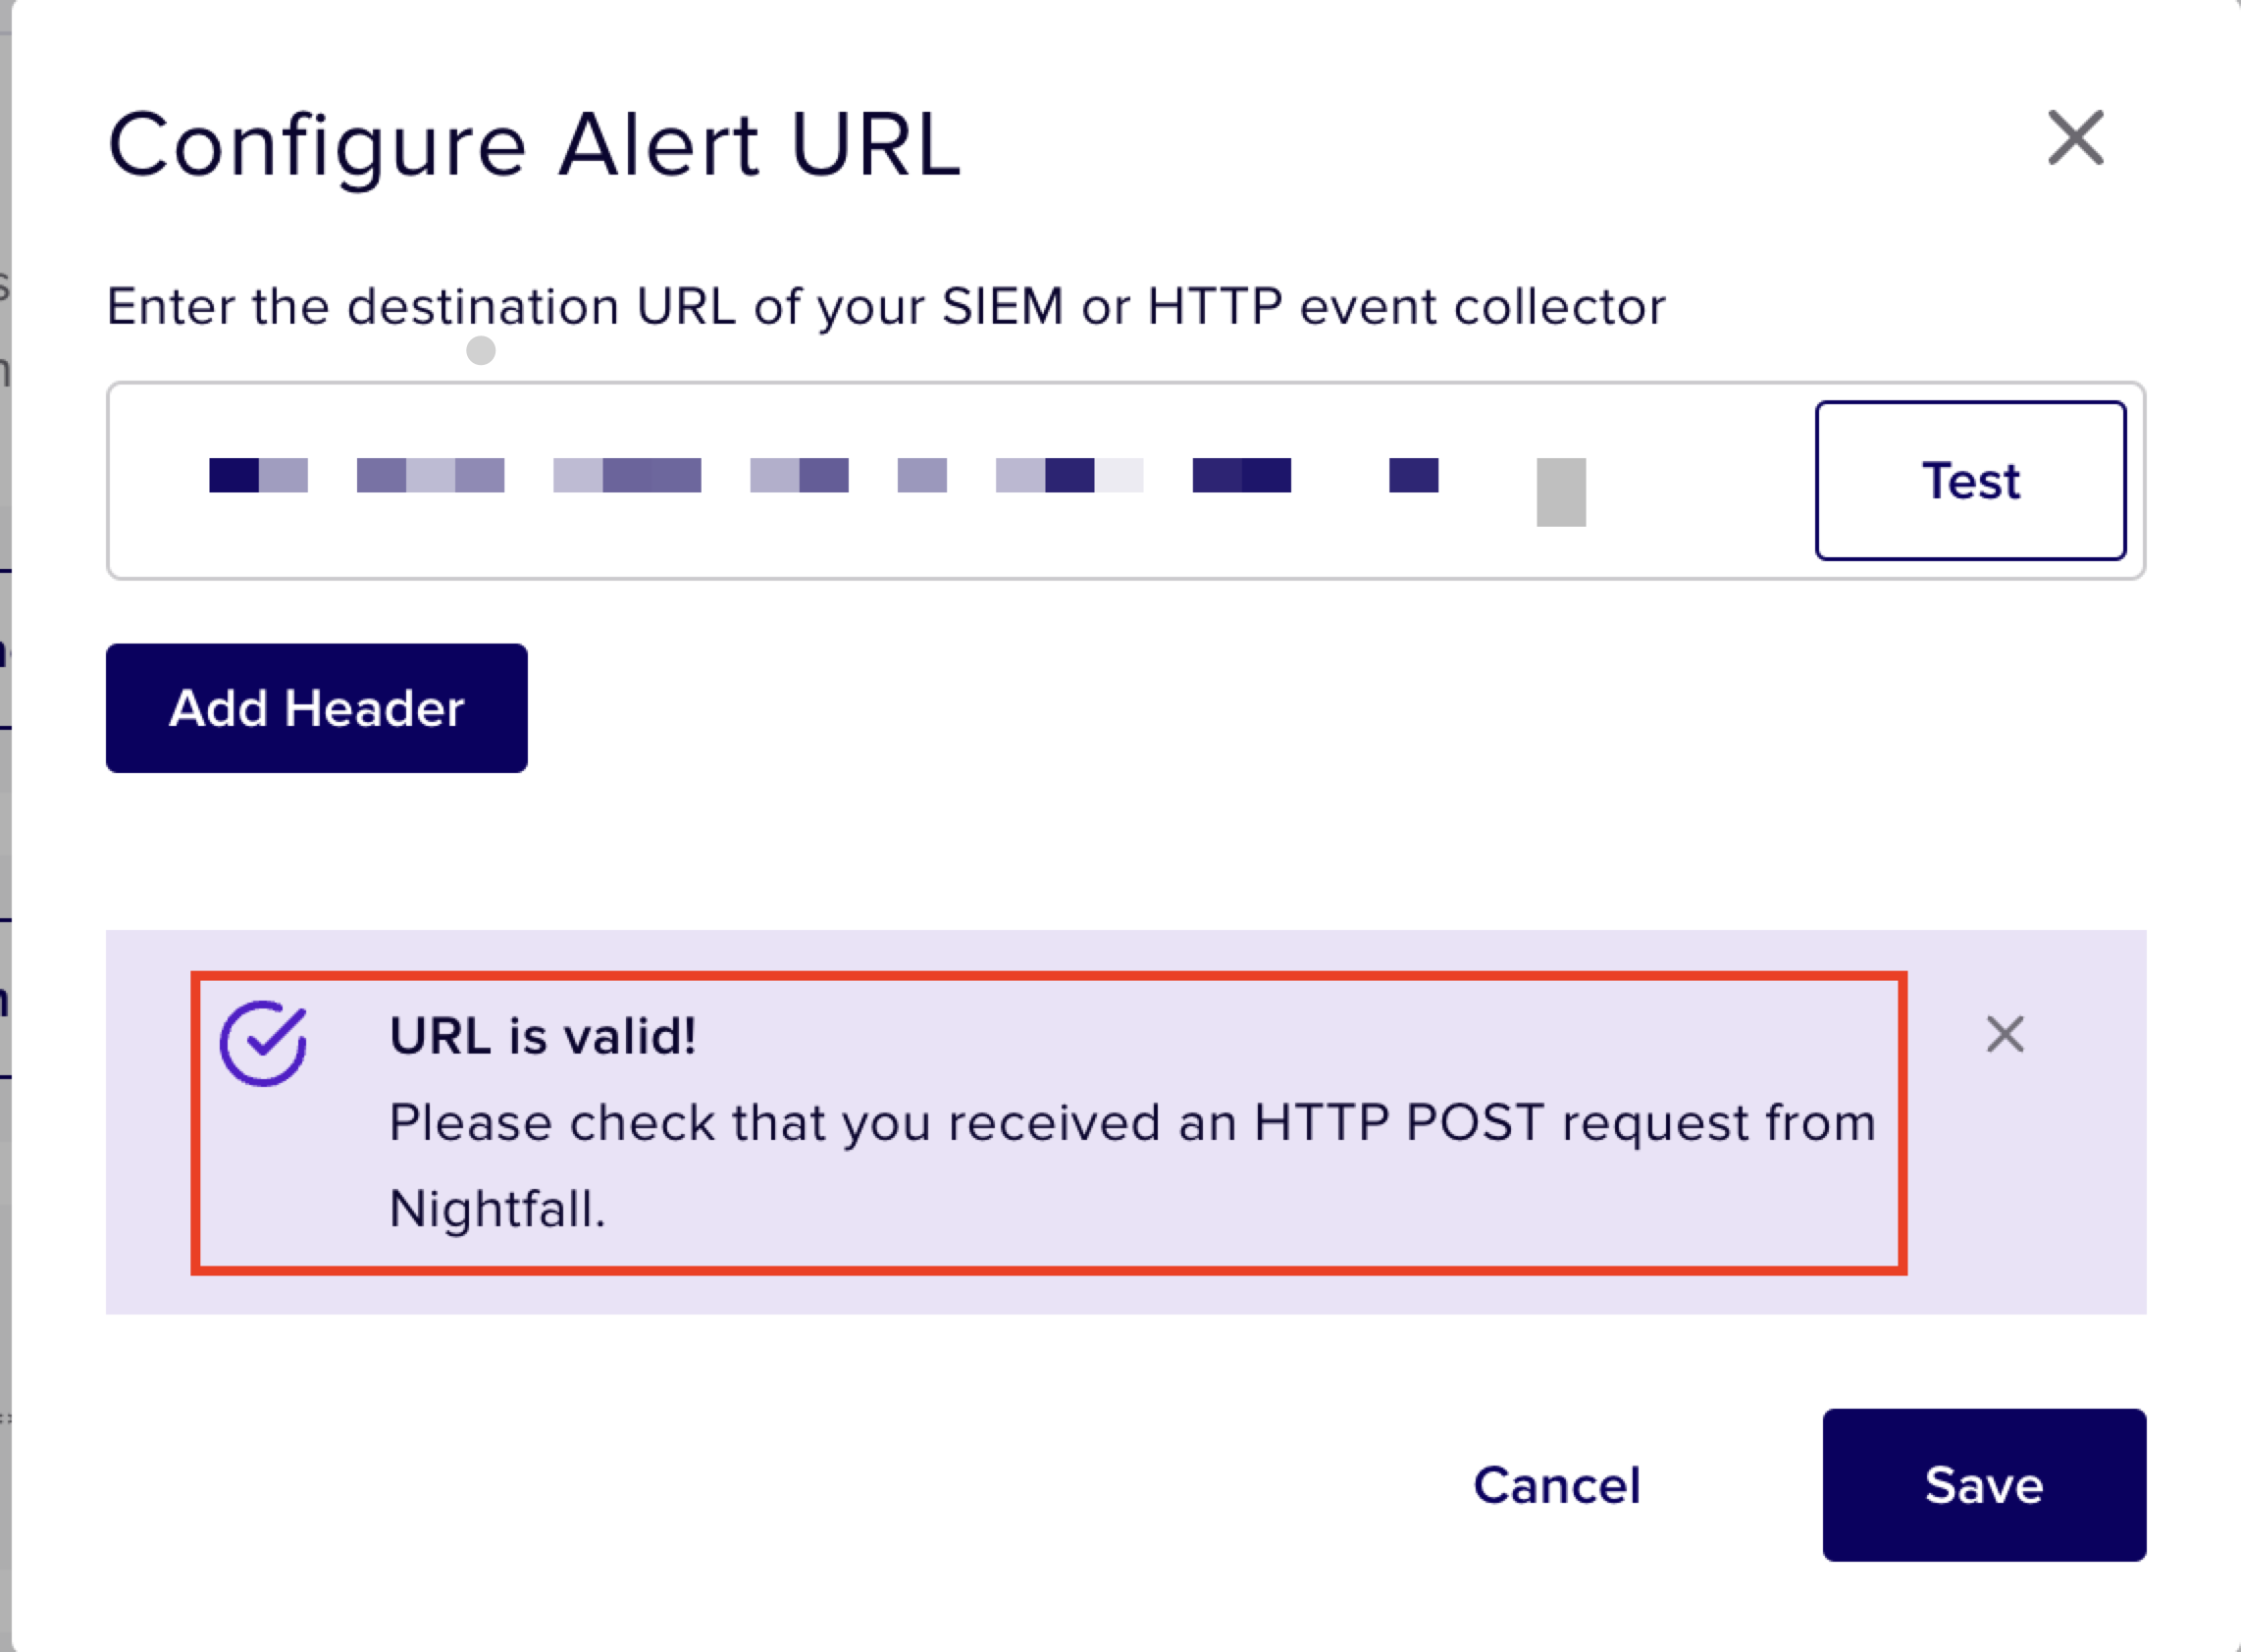 Configure Alert URL
Enter the destination URL of your SIEM or HTTP event collector
Test
Add Header
URL is valid!
Please check that you received an HTTP POST request from
Nightfall.
Cancel
Save